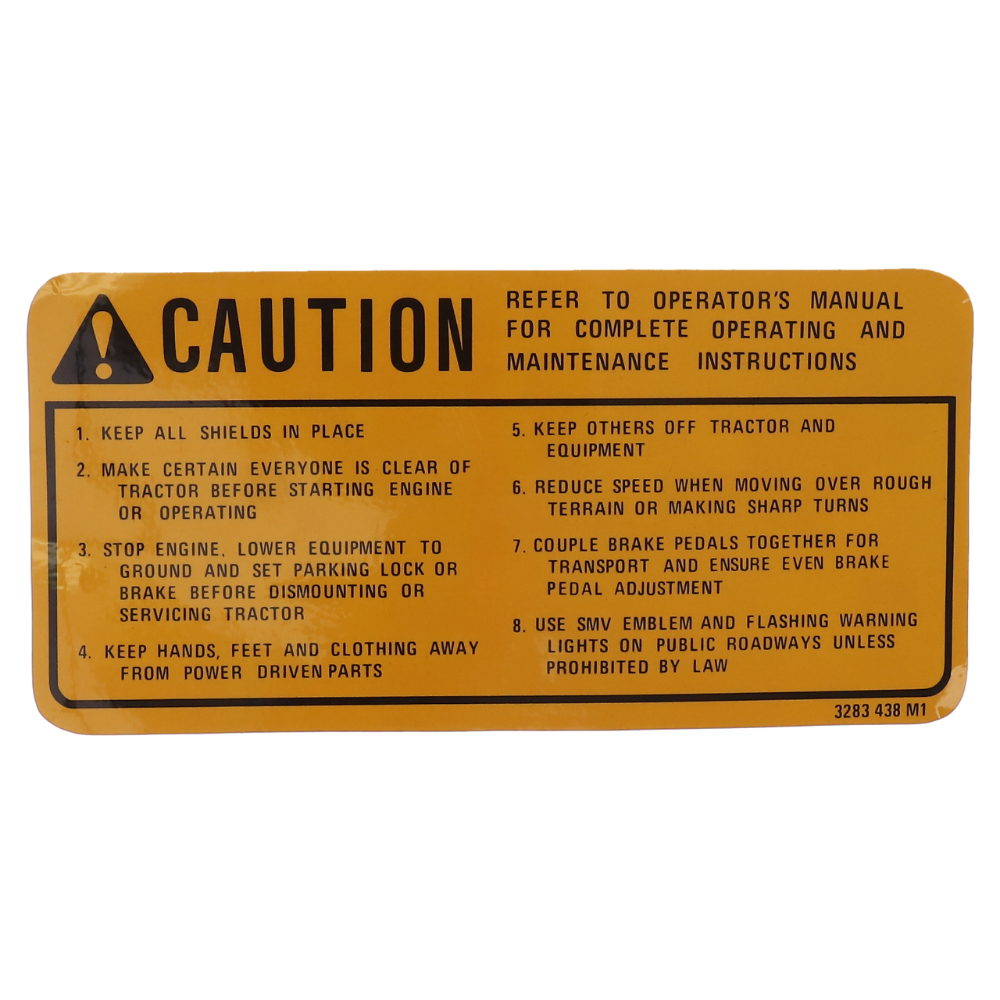 CAUTION
REFER TO OPERATOR'S MANUAL
FOR COMPLETE OPERATING AND
MAINTENANCE INSTRUCTIONS
1. KEEP ALL SHIELDS IN PLACE
2. MAKE CERTAIN EVERYONE IS CLEAR OF
TRACTOR BEFORE STARTING ENGINE
OR OPERATING
3. STOP ENGINE, LOWER EQUIPMENT TO
GROUND AND SET PARKING LOCK OR
BRAKE BEFORE DISMOUNTING OR
SERVICING TRACTOR
4. KEEP HANDS, FEET AND CLOTHING AWAY
FROM POWER DRIVEN PARTS
5. KEEP OTHERS OFF TRACTOR AND
EQUIPMENT
6. REDUCE SPEED WHEN MOVING OVER ROUGH
TERRAIN OR MAKING SHARP TURNS
7. COUPLE BRAKE PEDALS TOGETHER FOR
TRANSPORT AND ENSURE EVEN BRAKE
PEDAL ADJUSTMENT
8. USE SMV EMBLEM AND FLASHING WARNING
LIGHTS ON PUBLIC ROADWAYS UNLESS
PROHIBITED BY LAW
3283 438 M1